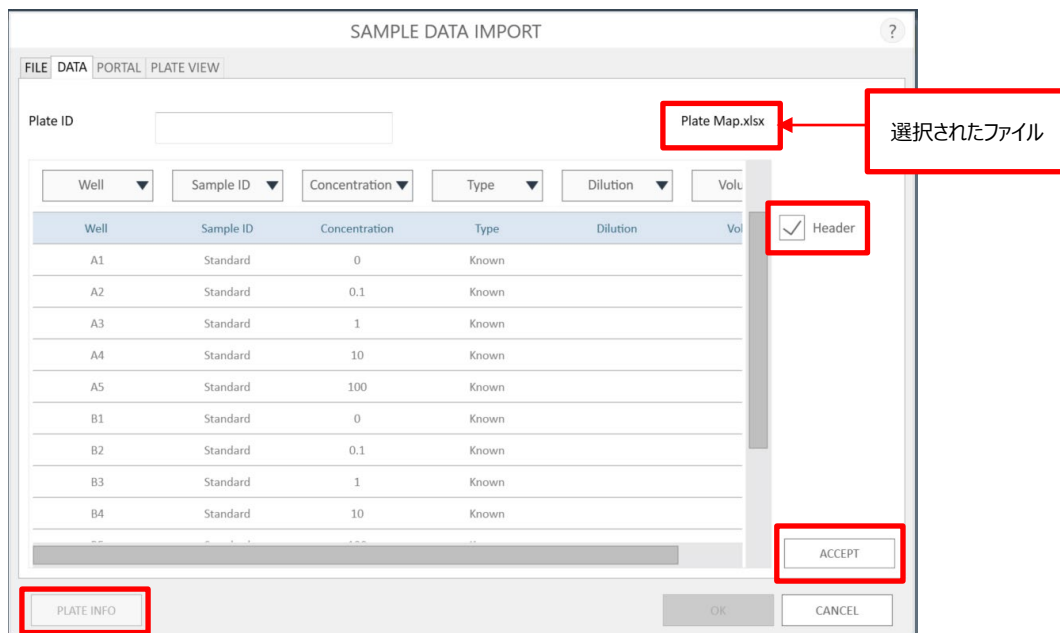 SAMPLE DATA IMPORT ?
FILE DATA PORTAL PLATE VIEW
Plate ID Plate Map.xlsx
選択されたファイル
Well Sample ID Concentration Type Dilution Volu
Well Sample ID Concentration Type Dilution Vol
Header
A1 Standard 0 Known
A2 Standard 0.1 Known
A3 Standard 1 Known
A4 Standard 10 Known
A5 Standard 100 Known
B1 Standard 0 Known
B2 Standard 0.1 Known
B3 Standard 1 Known
B4 Standard 10 Known
ACCEPT
PLATE INFO OK CANCEL